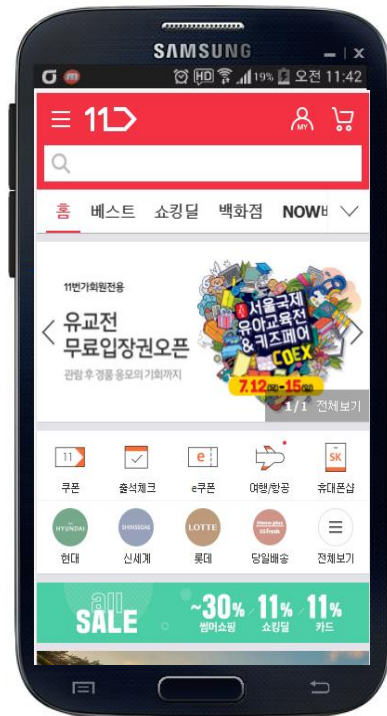 SAMSUNG
HD 19% 오전 11:42
11
MY
홈 베스트 쇼킹딜 백화점 NOW
11번가회원전용
유교전
무료입장권오픈
관람 후 경품 응모의 기회까지
서울국제
유아교육전
& 키즈페어
COEX
7.12(목)-15(일)
1/1 전체보기
11 e SK
쿠폰 출석체크 e쿠폰 여행/항공 휴대폰샵
HYUNDAI SHINSEGAE LOTTE Home plus
현대 신세계 롯데 당일배송 전체보기
all
SALE
~30% 11% 11%
썸머쇼핑 쇼킹딜 카드